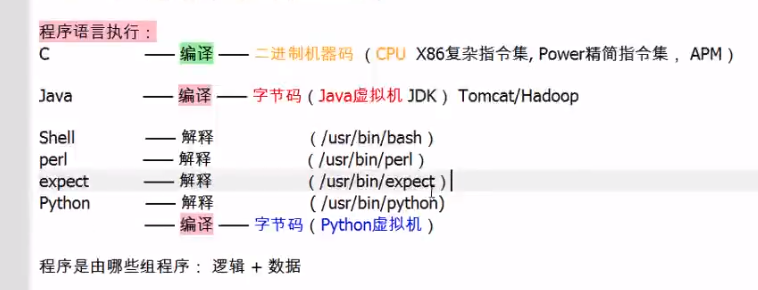 程序语言执行：
C —— 编译 —— 二进制机器码 （ CPU X86复杂指令集, Power精简指令集 ， APM ）
Java —— 编译 —— 字节码（ Java虚拟机 JDK ） Tomcat/Hadoop
Shell —— 解释 （ /usr/bin/bash ）
perl —— 解释 （ /usr/bin/perl ）
expect —— 解释 （ /usr/bin/expect ）
Python —— 解释 （ /usr/bin/python)
—— 编译 —— 字节码（ Python虚拟机 ）
程序是由哪些组程序： 逻辑 + 数据